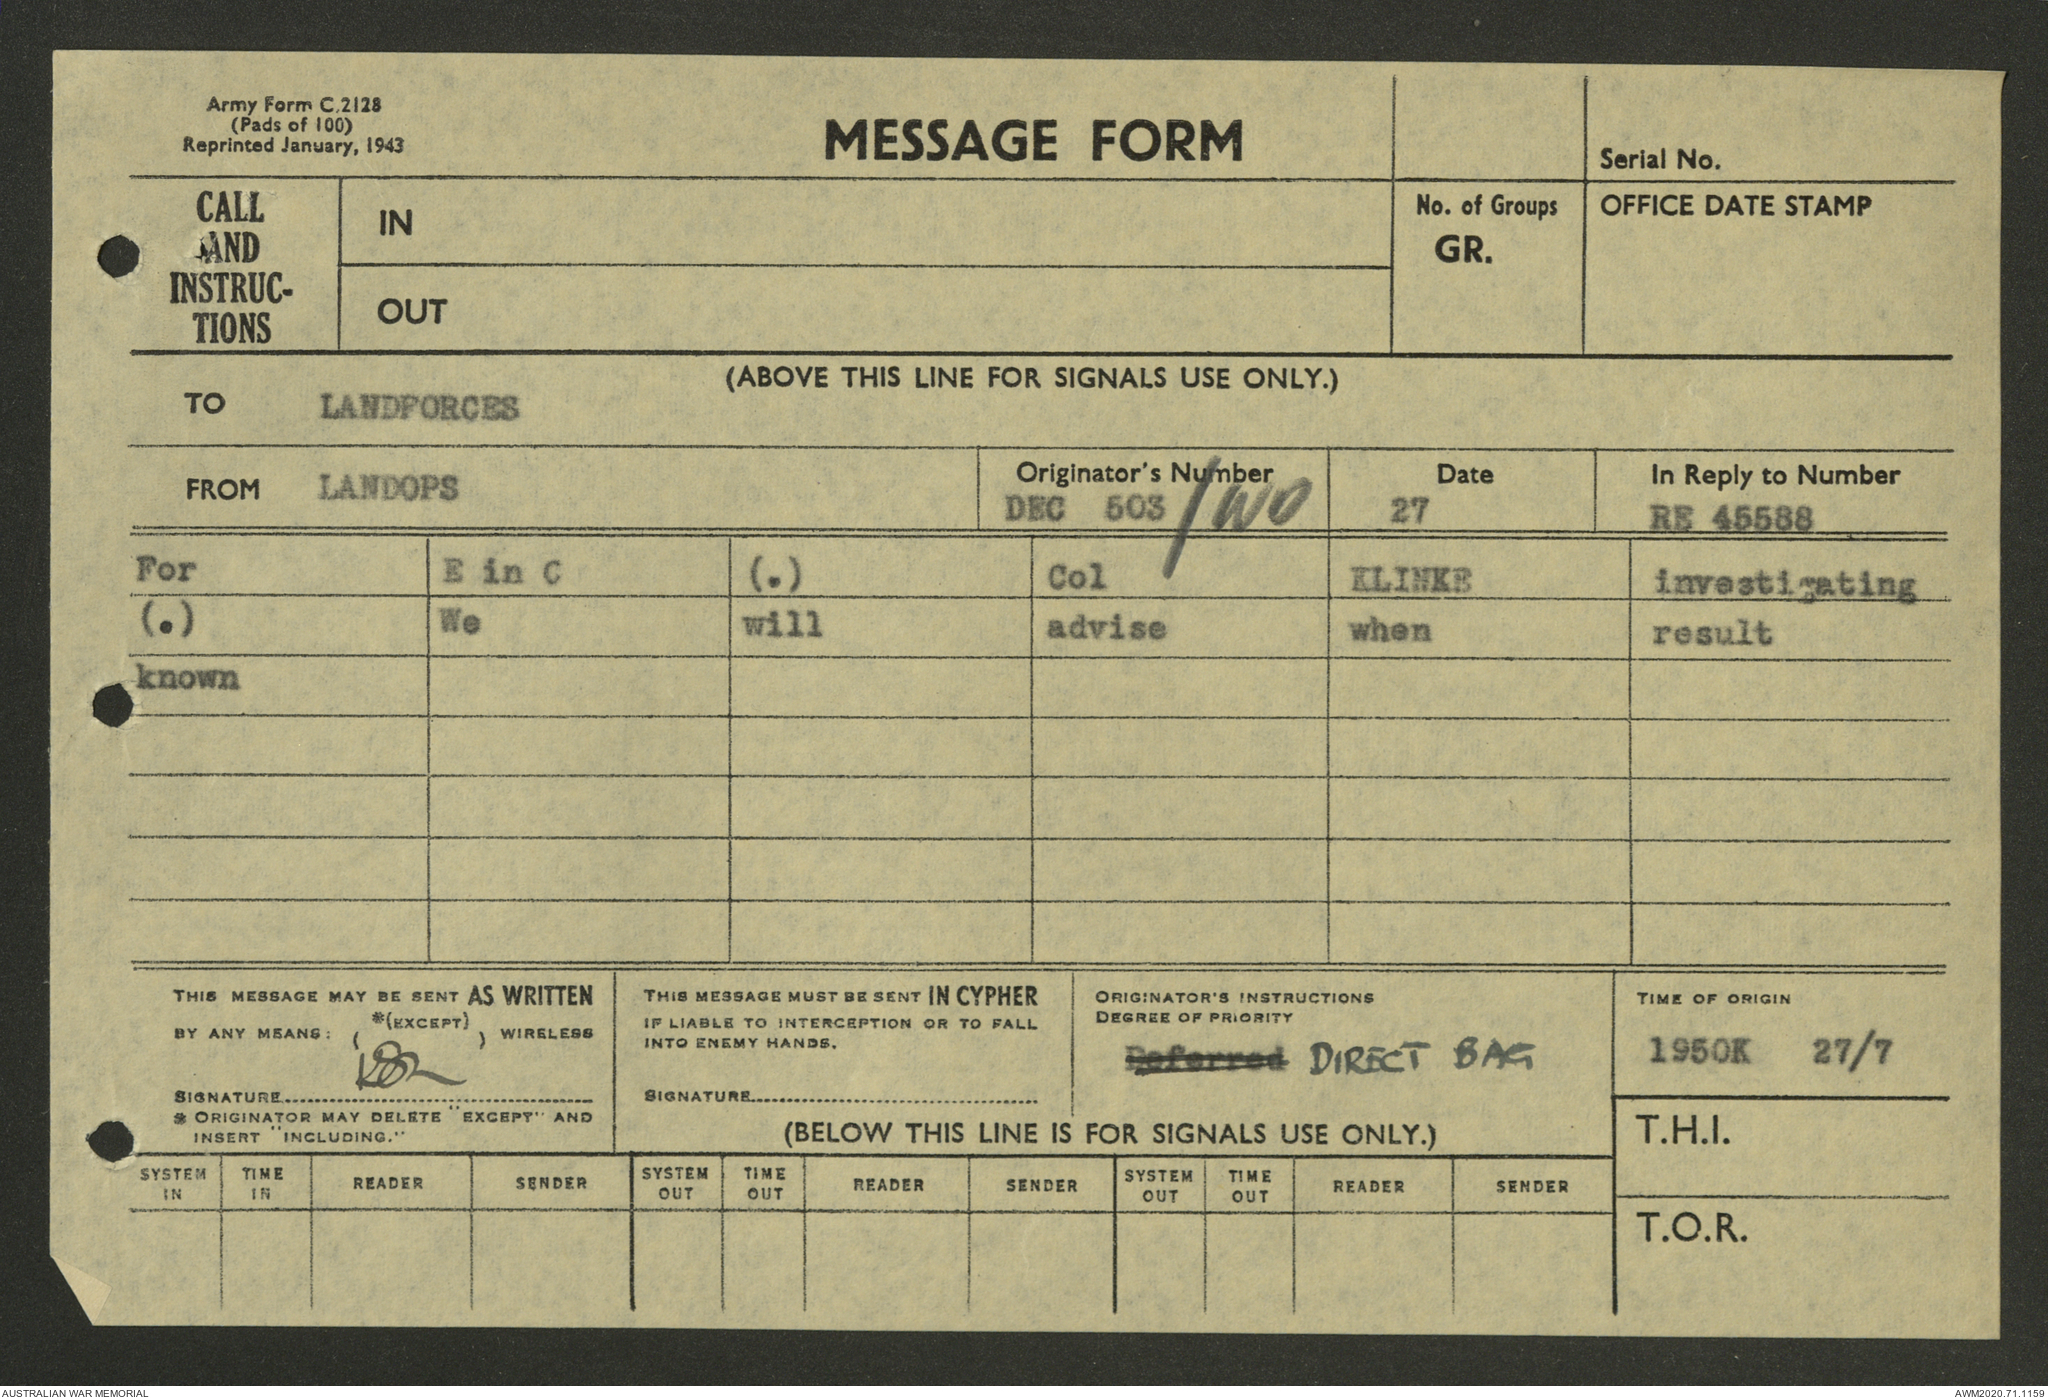 Army Form C.2128
(Pads of 100)
Reprinted January, 1943
MESSAGE FORM
Serial No.
CALL
AND
INSTRUC-
TIONS
IN
OUT
No. of Groups
GR.
OFFICE DATE STAMP
(ABOVE THIS LINE FOR SIGNALS USE ONLY.)
TO LANDFORCES
FROM LANDOPS
Originator's Number
DEC 503 / WO
Date
27
In Reply to Number
RE 45588
For E in C (.) Col KLINKE investigating
(.) We will advise when result
known
THIS MESSAGE MAY BE SENT AS WRITTEN
BY ANY MEANS: ( *(EXCEPT) ) WIRELESS
SIGNATURE
* ORIGINATOR MAY DELETE "EXCEPT" AND
INSERT "INCLUDING."
THIS MESSAGE MUST BE SENT IN CYPHER
IF LIABLE TO INTERCEPTION OR TO FALL
INTO ENEMY HANDS.
SIGNATURE
ORIGINATOR'S INSTRUCTIONS
DEGREE OF PRIORITY
Deferred DIRECT BAG
TIME OF ORIGIN
1950K 27/7
(BELOW THIS LINE IS FOR SIGNALS USE ONLY.)
T.H.I.
T.O.R.
SYSTEM IN TIME IN READER SENDER SYSTEM OUT TIME OUT READER SENDER SYSTEM OUT TIME OUT READER SENDER
AUSTRALIAN WAR MEMORIAL
AWM2020.71.1159